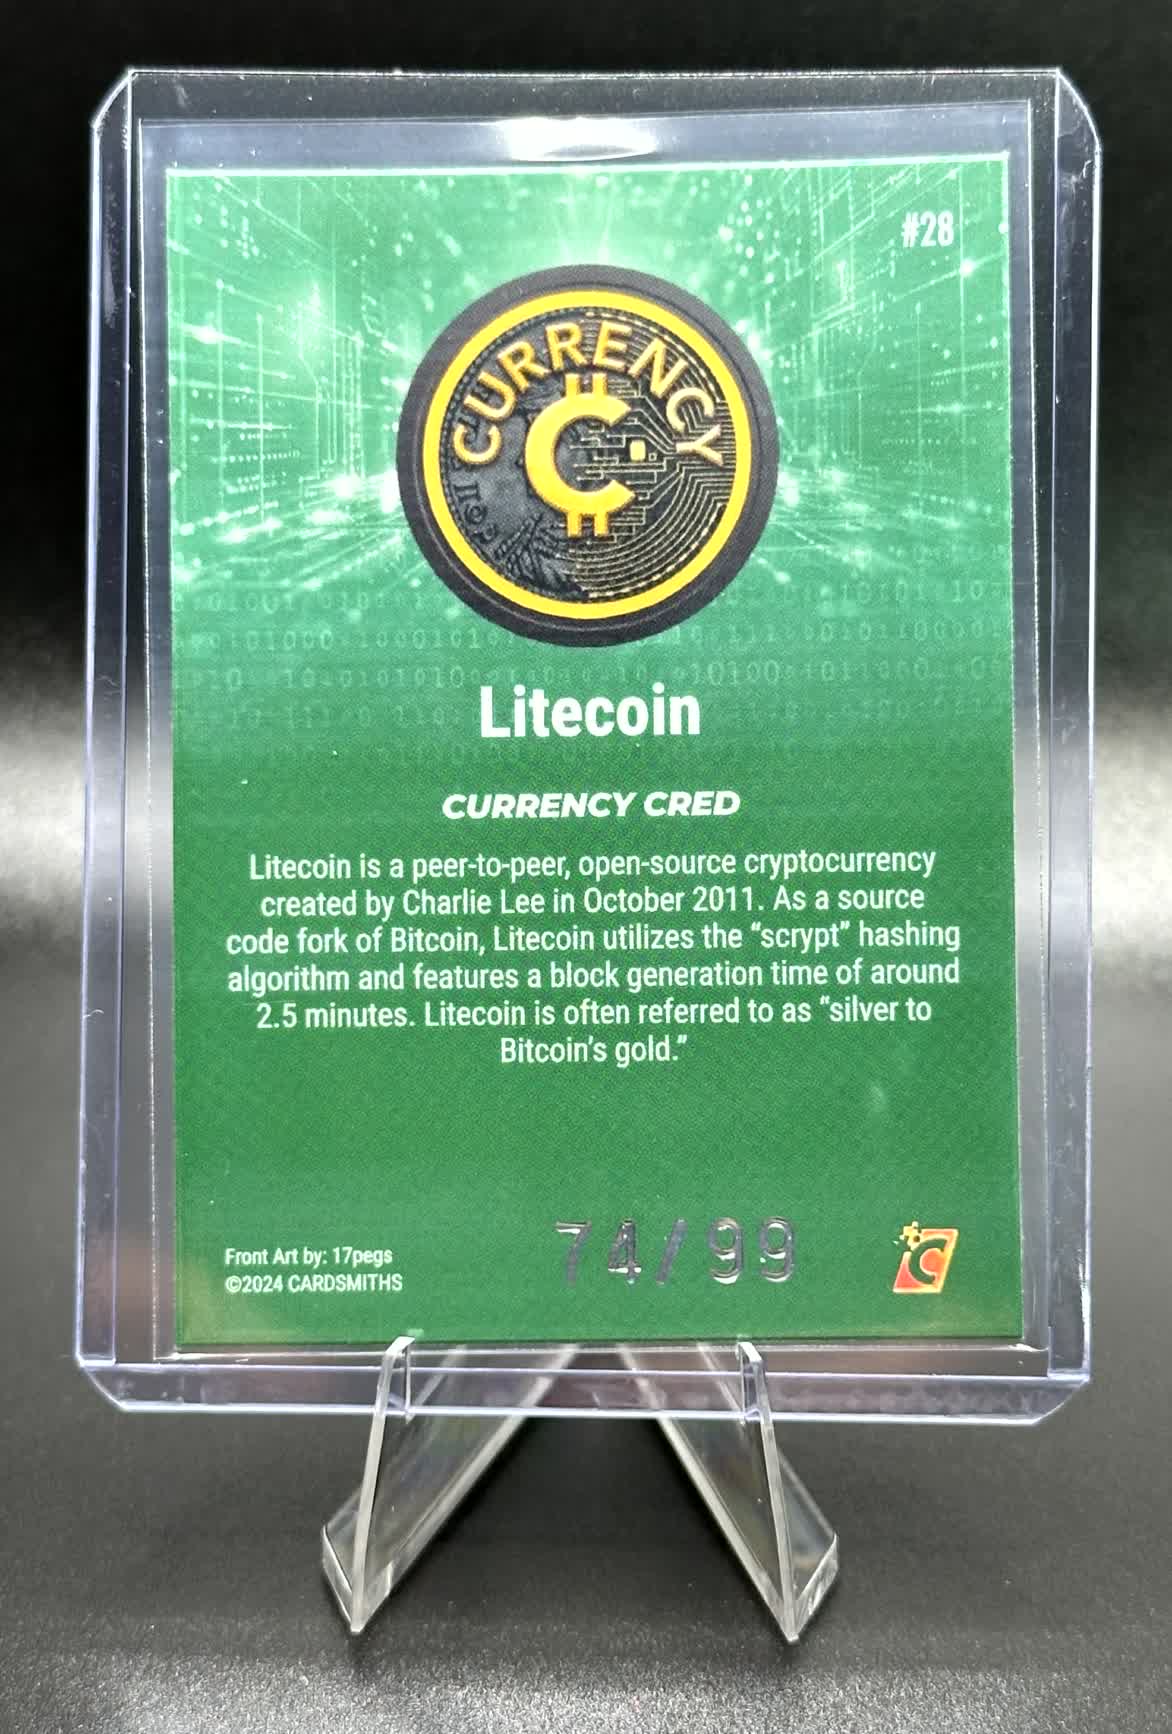 #28
CURRENCY
Litecoin
CURRENCY CRED
Litecoin is a peer-to-peer, open-source cryptocurrency
created by Charlie Lee in October 2011. As a source
code fork of Bitcoin, Litecoin utilizes the “scrypt” hashing
algorithm and features a block generation time of around
2.5 minutes. Litecoin is often referred to as “silver to
Bitcoin’s gold.”
74/99
Front Art by: 17pegs
©2024 CARDSMITHS